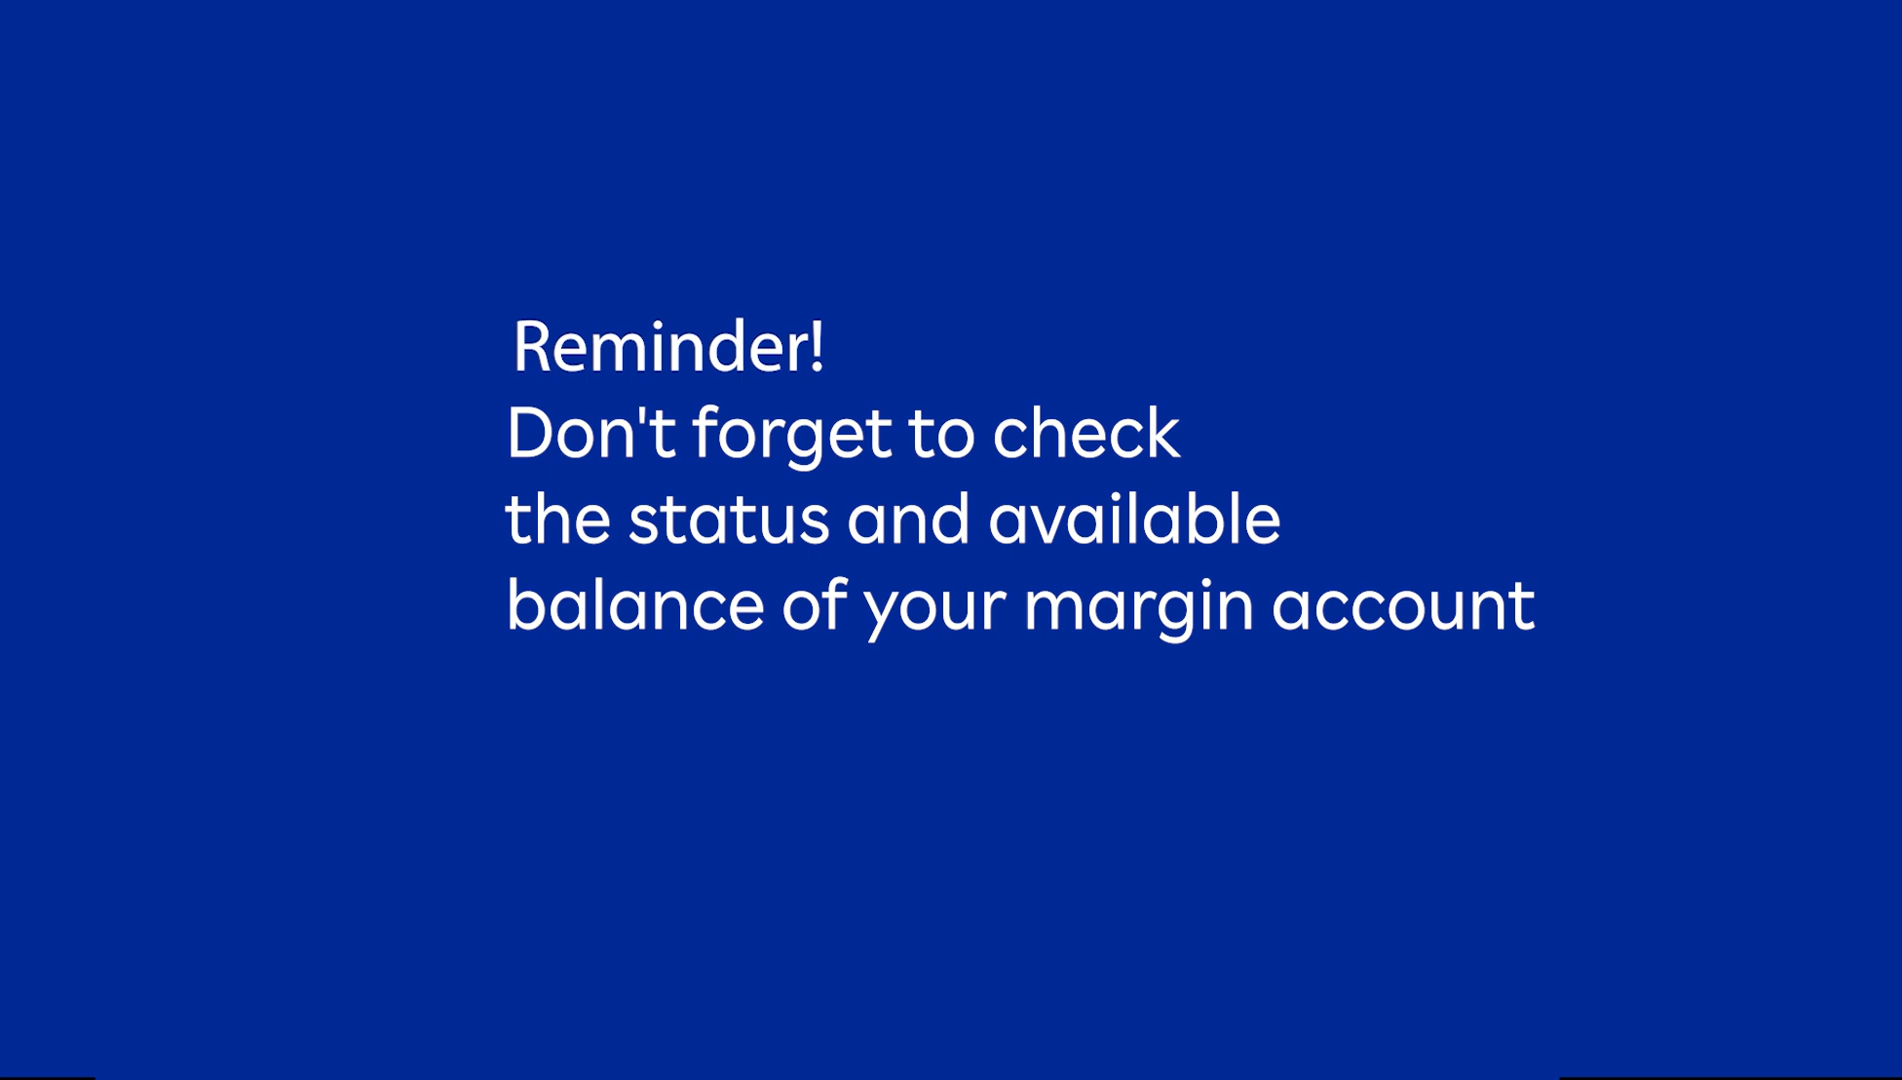 Reminder!
Don't forget to check
the status and available
balance of your margin account